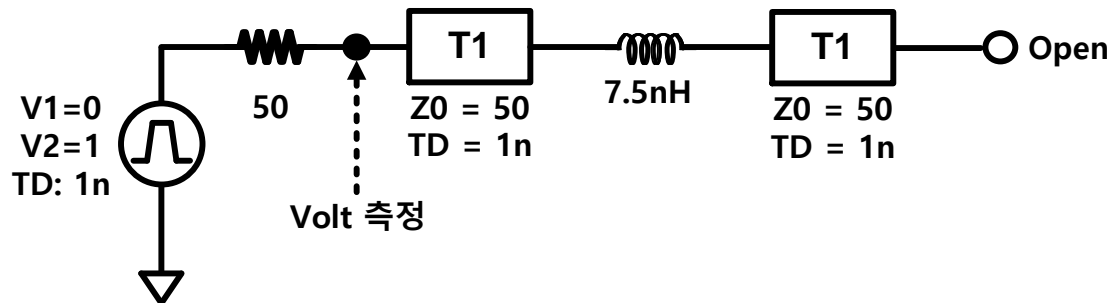 T1
T1
Open
V1=0
V2=1
TD: 1n
50
Z0 = 50
TD = 1n
7.5nH
Z0 = 50
TD = 1n
Volt 측정